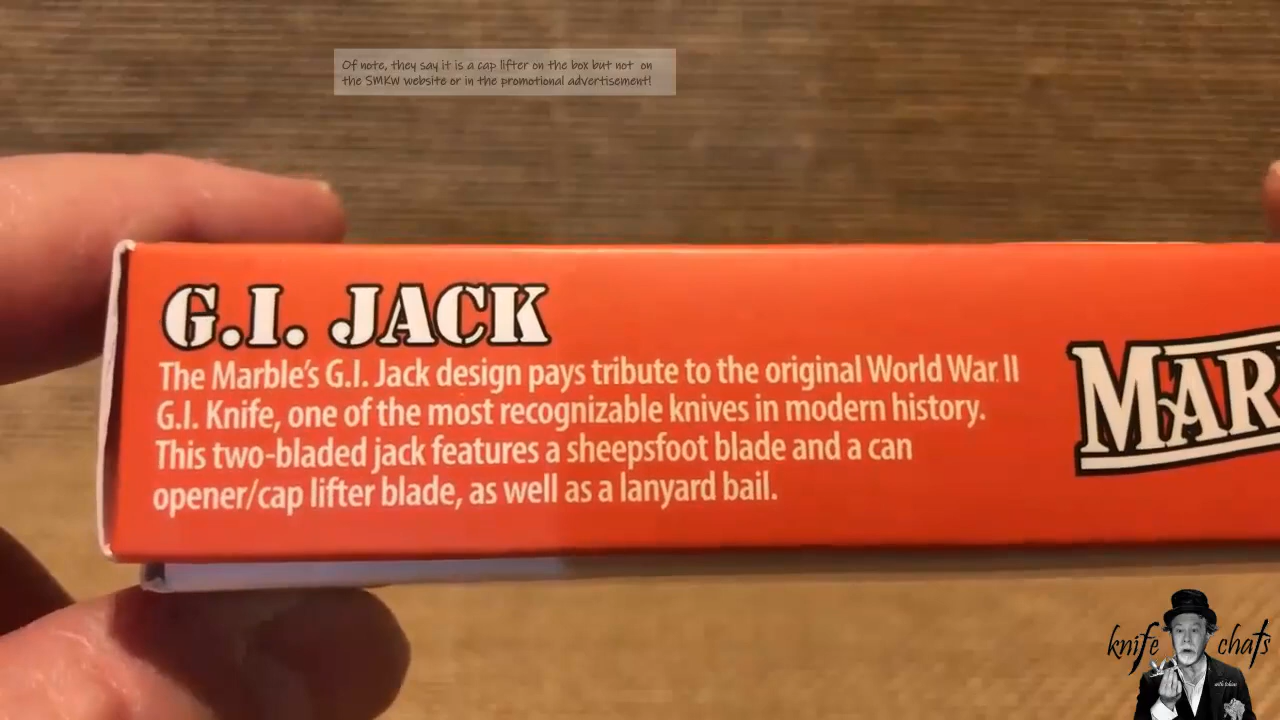 Of note, they say it is a cap lifter on the box but not on
the SMKW website or in the promotional advertisement!
G.I. JACK
The Marble's G.I. Jack design pays tribute to the original World War II
G.I. Knife, one of the most recognizable knives in modern history.
This two-bladed jack features a sheepsfoot blade and a can
opener/cap lifter blade, as well as a lanyard bail.
MAR
knife chats